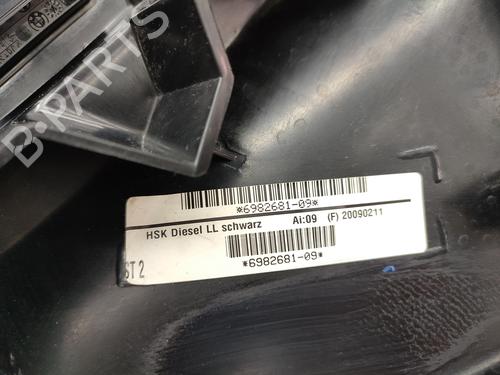 B-PARTS
*6982681-09*
HSK Diesel LL schwarz Ai:09 (F) 20090211
*6982681-09*
ST 2